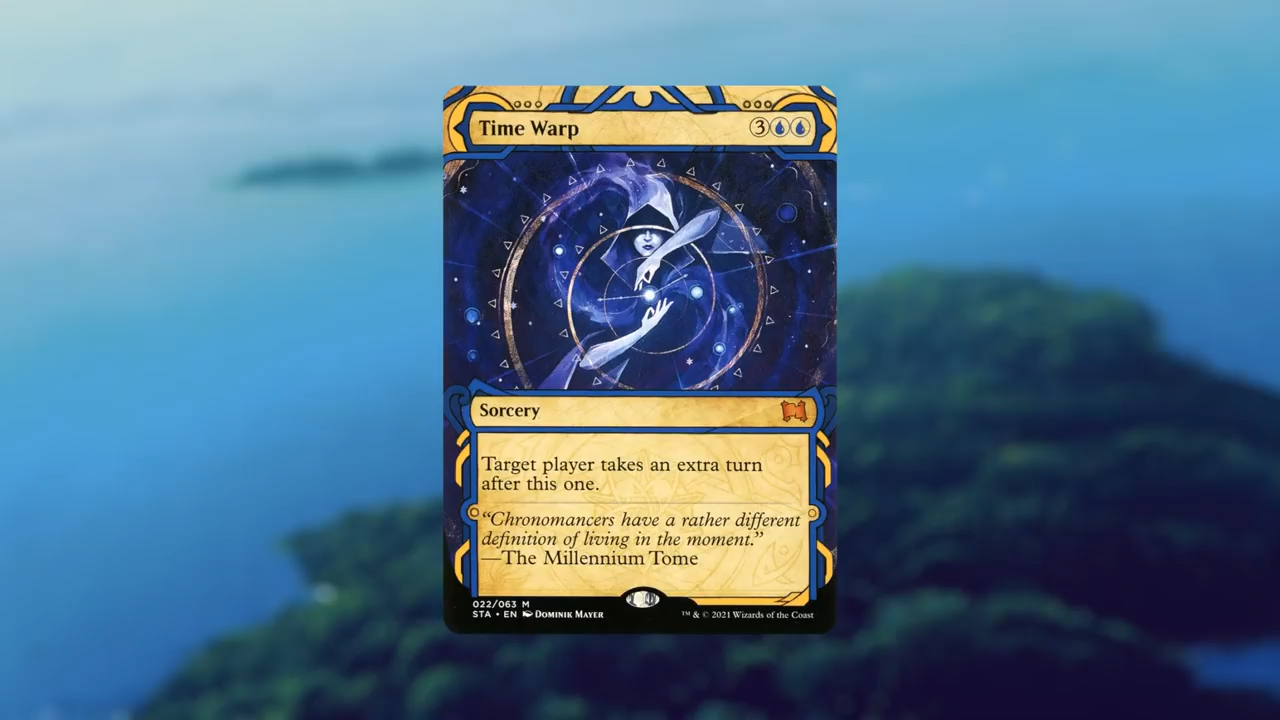 Time Warp 3
Sorcery
Target player takes an extra turn
after this one.
“Chronomancers have a rather different
definition of living in the moment.”
—The Millennium Tome
022/063 M
STA • EN DOMINIK MAYER
™ & © 2021 Wizards of the Coast